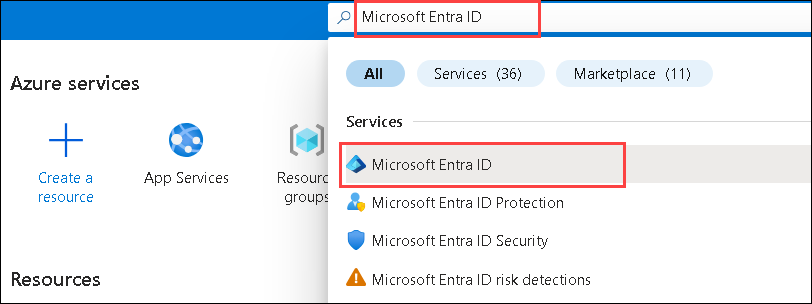 Microsoft Entra ID
All
Services (36)
Marketplace (11)
Azure services
Services
Create a
resource
App Services
Resourc
groups
Microsoft Entra ID
Microsoft Entra ID Protection
Microsoft Entra ID Security
Microsoft Entra ID risk detections
Resources